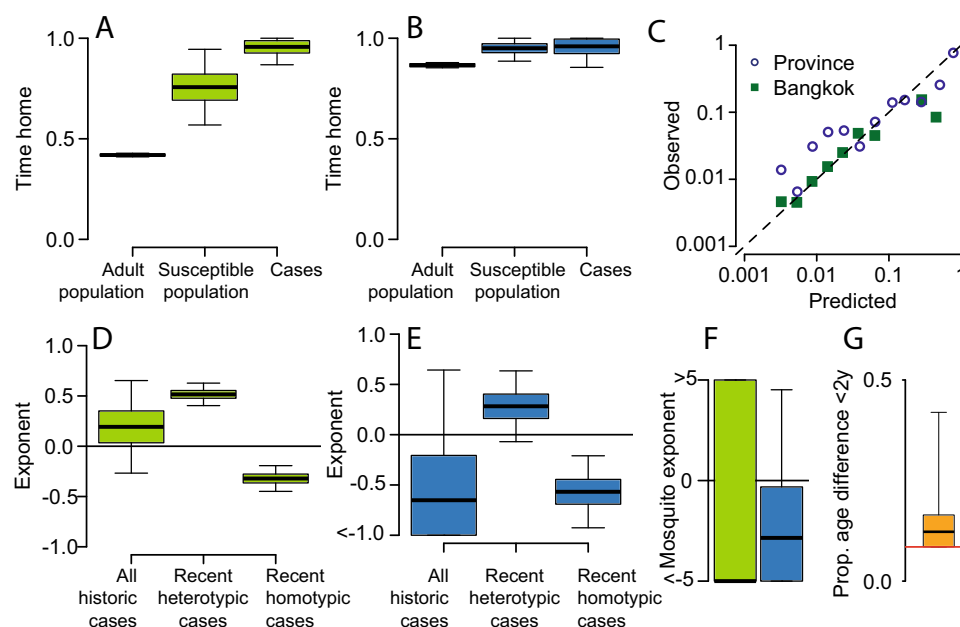 A
1.0
0.5
0.0
Time home
Adult population
Susceptible population
Cases
B
1.0
0.5
0.0
Time home
Adult population
Susceptible population
Cases
C
1
0.1
0.01
0.001
Observed
Province
Bangkok
0.001 0.01 0.1 1
Predicted
D
1.0
0.5
0.0
-0.5
-1.0
Exponent
All historic cases
Recent heterotypic cases
Recent homotypic cases
E
1.0
0.5
0.0
-0.5
<-1.0
Exponent
All historic cases
Recent heterotypic cases
Recent homotypic cases
F
>5
0
<-5
Mosquito exponent
G
0.5
0.0
Prop. age difference <2y